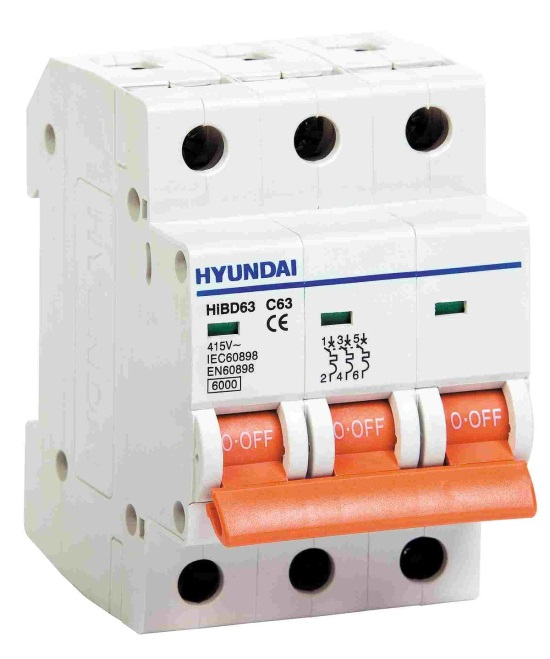 HYUNDAI
HiBD63 C63
CE
415V~
IEC60898
EN60898
6000
1 3 5
2 4 6
O·OFF O·OFF O·OFF